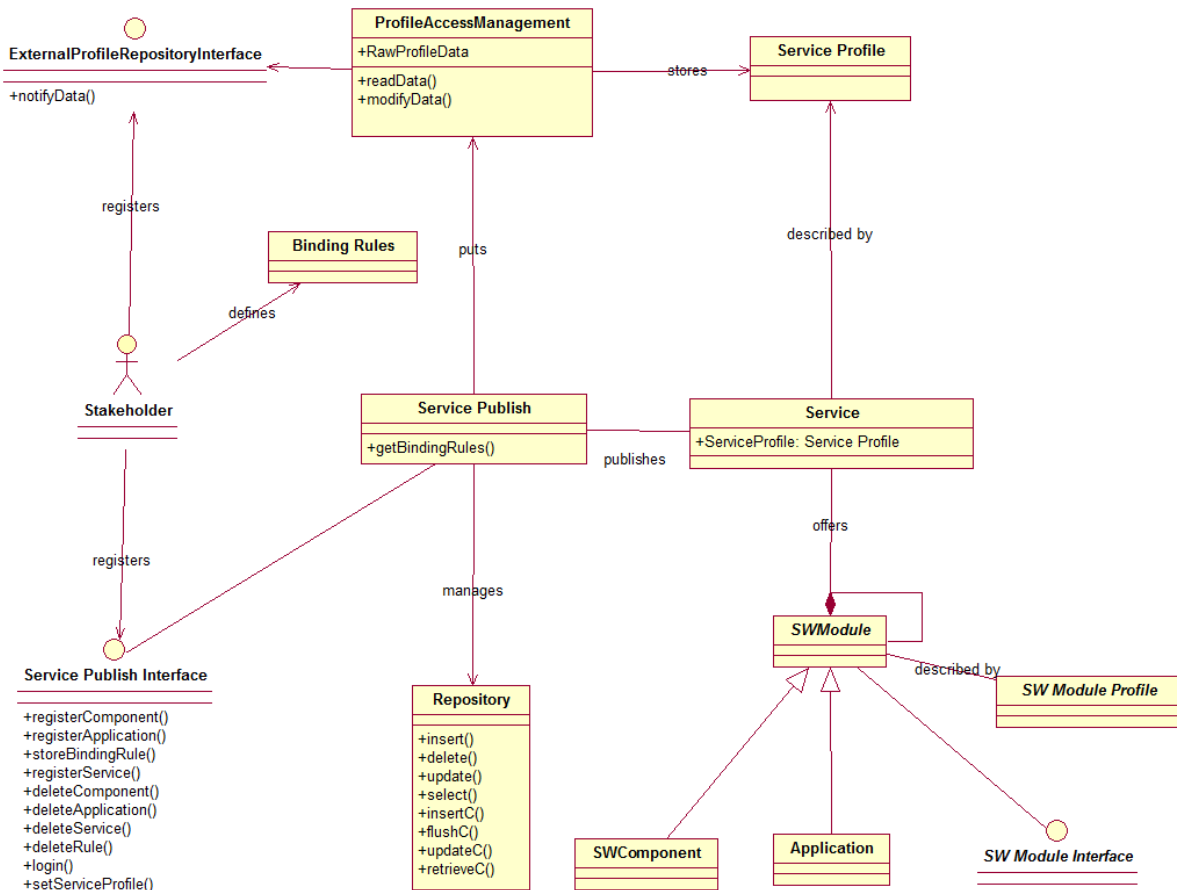 ProfileAccessManagement
+RawProfileData
+readData()
+modifyData()
ExternalProfileRepositoryInterface
+notifyData()
Service Profile
stores
registers
described by
Binding Rules
puts
defines
Stakeholder
Service Publish
+getBindingRules()
Service
+ServiceProfile: Service Profile
publishes
offers
registers
manages
SWModule
described by
SW Module Profile
Service Publish Interface
+registerComponent()
+registerApplication()
+storeBindingRule()
+registerService()
+deleteComponent()
+deleteApplication()
+deleteService()
+deleteRule()
+login()
+setServiceProfile()
Repository
+insert()
+delete()
+update()
+select()
+insertC()
+flushC()
+updateC()
+retrieveC()
SWComponent
Application
SW Module Interface